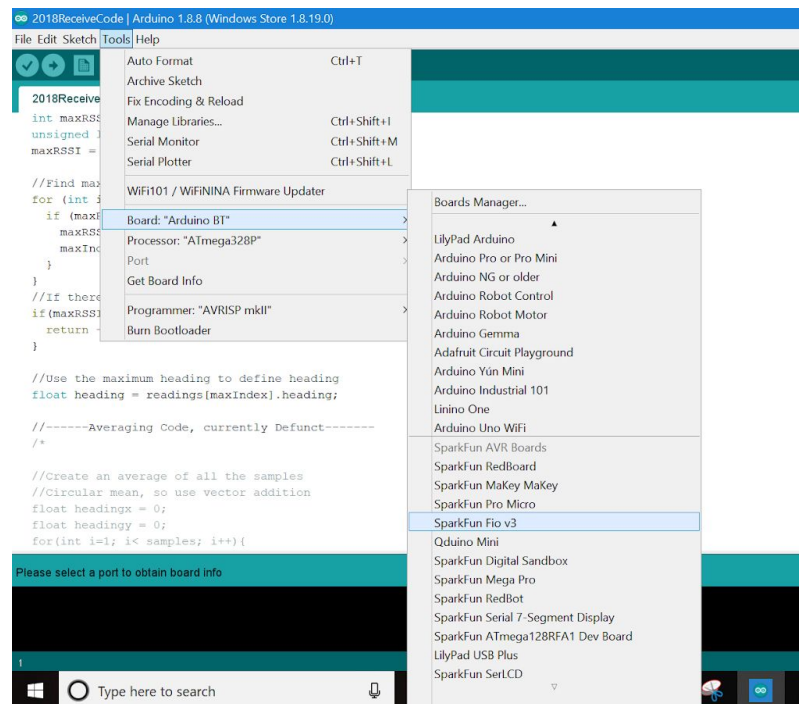 2018ReceiveCode | Arduino 1.8.8 (Windows Store 1.8.19.0)
File Edit Sketch Tools Help
2018Receive
int maxRSS
unsigned
maxRSSI =
//Find max
for (int i
if (maxR
maxRSS
maxInd
}
}
//If there
if(maxRSSI
return -
}
//Use the maximum heading to define heading
float heading = readings[maxIndex].heading;
//------Averaging Code, currently Defunct-------
/*
//Create an average of all the samples
//Circular mean, so use vector addition
float headingx = 0;
float headingy = 0;
for(int i=1; i< samples; i++){
Auto Format Ctrl+T
Archive Sketch
Fix Encoding & Reload
Manage Libraries... Ctrl+Shift+I
Serial Monitor Ctrl+Shift+M
Serial Plotter Ctrl+Shift+L
WiFi101 / WiFiNINA Firmware Updater
Board: "Arduino BT"
Processor: "ATmega328P"
Port
Get Board Info
Programmer: "AVRISP mkII"
Burn Bootloader
Boards Manager...
LilyPad Arduino
Arduino Pro or Pro Mini
Arduino NG or older
Arduino Robot Control
Arduino Robot Motor
Arduino Gemma
Adafruit Circuit Playground
Arduino Yún Mini
Arduino Industrial 101
Linino One
Arduino Uno WiFi
SparkFun AVR Boards
SparkFun RedBoard
SparkFun MaKey MaKey
SparkFun Pro Micro
SparkFun Fio v3
Qduino Mini
SparkFun Digital Sandbox
SparkFun Mega Pro
SparkFun RedBot
SparkFun Serial 7-Segment Display
SparkFun ATmega128RFA1 Dev Board
LilyPad USB Plus
SparkFun SerLCD
Please select a port to obtain board info
1
Type here to search